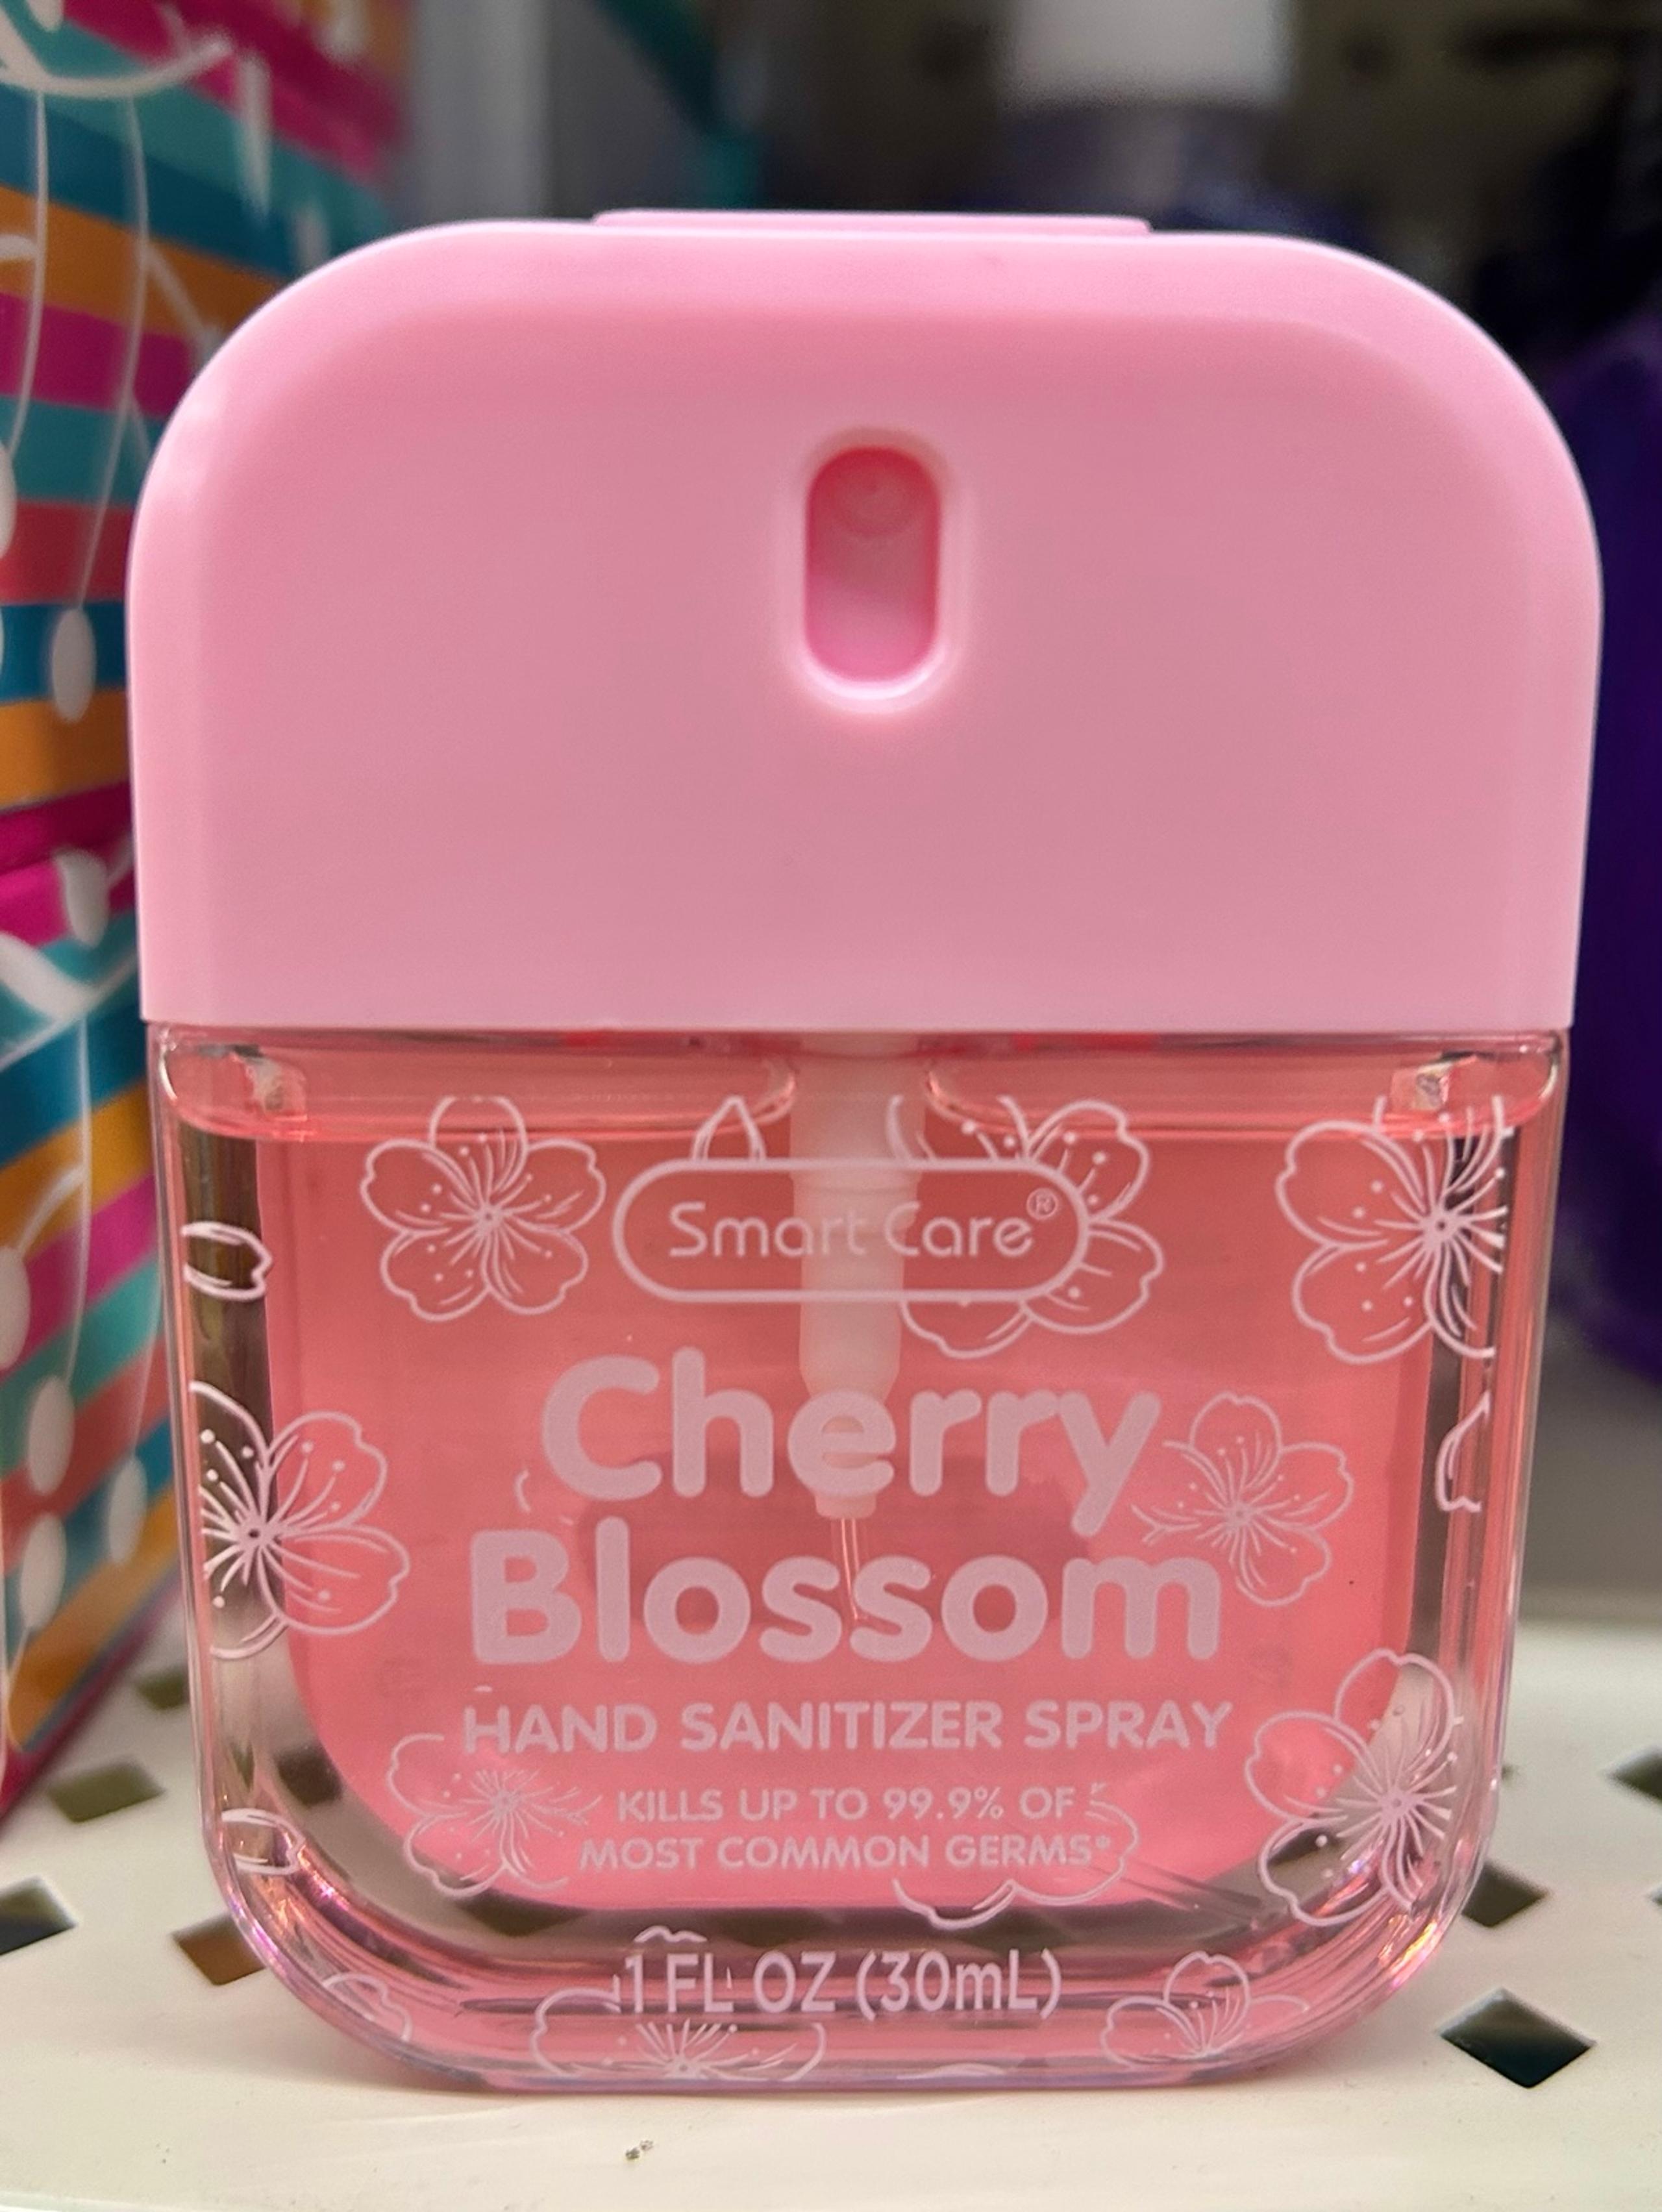 Smart Care®
Cherry
Blossom
HAND SANITIZER SPRAY
KILLS UP TO 99.9% OF
MOST COMMON GERMS*
1 FL OZ (30mL)